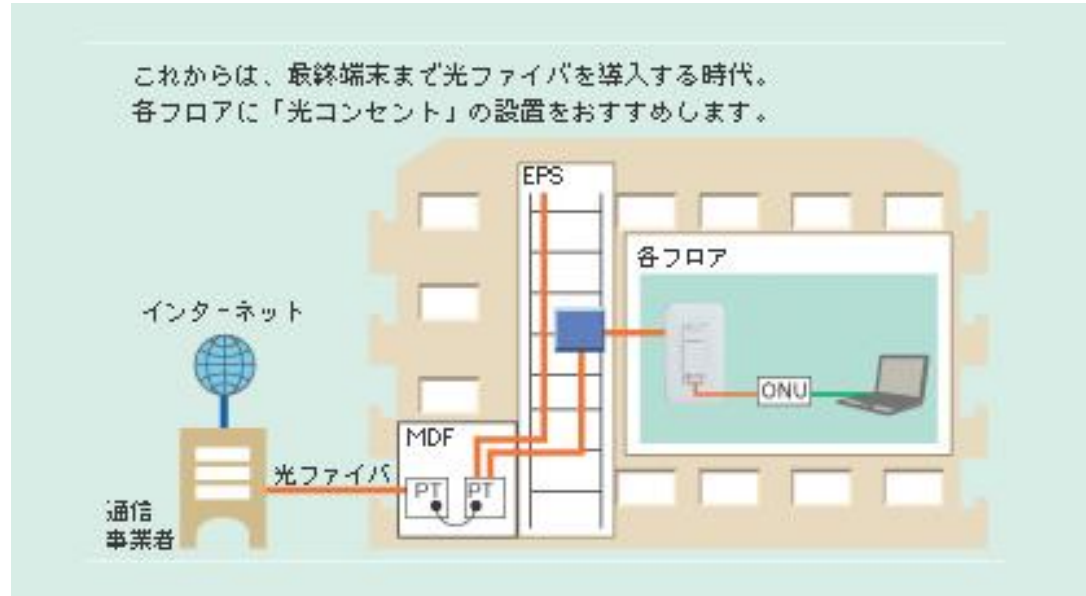 これからは、最終端末まで光ファイバを導入する時代。
各フロアに「光コンセント」の設置をおすすめします。
EPS
各フロア
インターネット
ONU
MDF
光ファイバ
PT
PT
通信
事業者